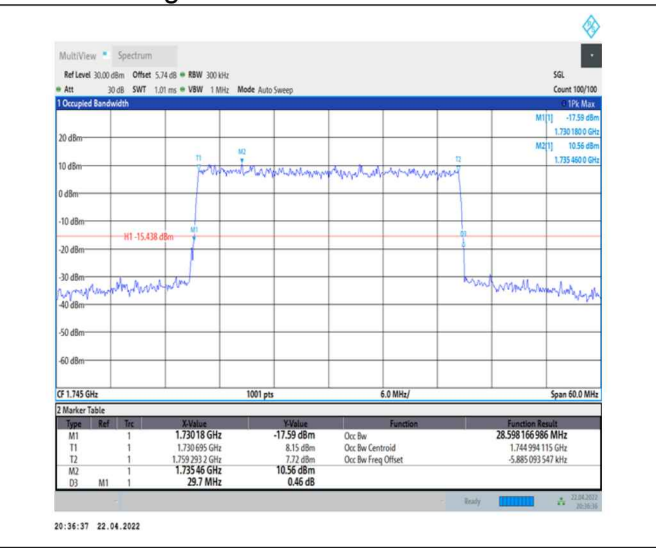 MultiView Spectrum
Ref Level 30.00 dBm Offset 5.74 dB RBW 300 kHz SGL
Att 30 dB SWT 1.01 ms VBW 1 MHz Mode Auto Sweep Count 100/100
1 Occupied Bandwidth 1Pk Max
M1[1] -17.59 dBm
1.730 180 0 GHz
M2[1] 10.56 dBm
1.735 460 0 GHz
20 dBm
M2
T1 T2
10 dBm
0 dBm
-10 dBm
M1
D3
H1 -15.438 dBm
-20 dBm
-30 dBm
-40 dBm
-50 dBm
-60 dBm
CF 1.745 GHz 1001 pts 6.0 MHz/ Span 60.0 MHz
2 Marker Table
Type Ref Trc X-Value Y-Value Function Function Result
M1 1 1.73018 GHz -17.59 dBm Occ Bw 28.598 166 986 MHz
T1 1 1.730 695 GHz 8.15 dBm Occ Bw Centroid 1.744 994 115 GHz
T2 1 1.759 293 2 GHz 7.72 dBm Occ Bw Freq Offset -5.885 093 547 kHz
M2 1 1.735 46 GHz 10.56 dBm
D3 M1 1 29.7 MHz 0.46 dB
Ready 22.04.2022
20:36:36
20:36:37 22.04.2022